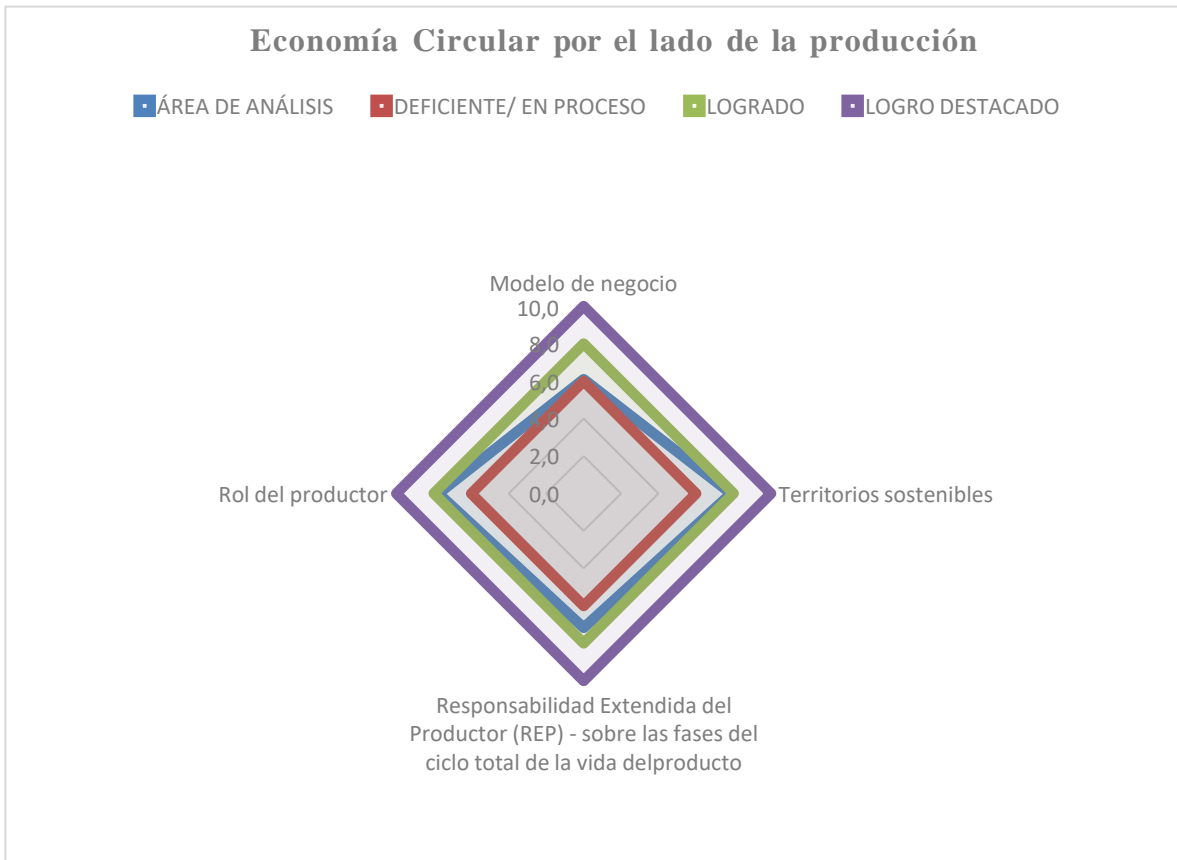 Economía Circular por el lado de la producción
ÁREA DE ANÁLISIS DEFICIENTE/ EN PROCESO LOGRADO LOGRO DESTACADO
Modelo de negocio
10,0
8,0
6,0
4,0
2,0
0,0
Rol del productor
Territorios sostenibles
Responsabilidad Extendida del
Productor (REP) - sobre las fases del
ciclo total de la vida delproducto